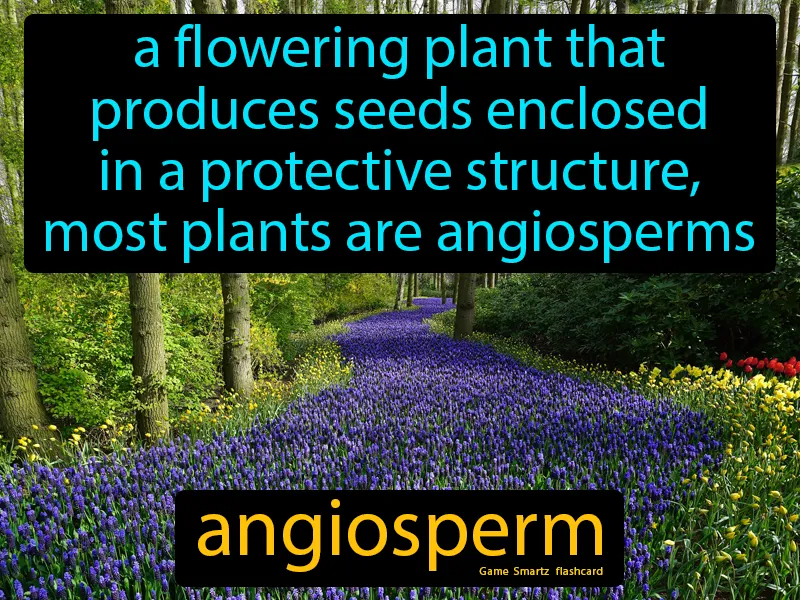 a flowering plant that
produces seeds enclosed
in a protective structure,
most plants are angiosperms
angiosperm
Game Smartz flashcard